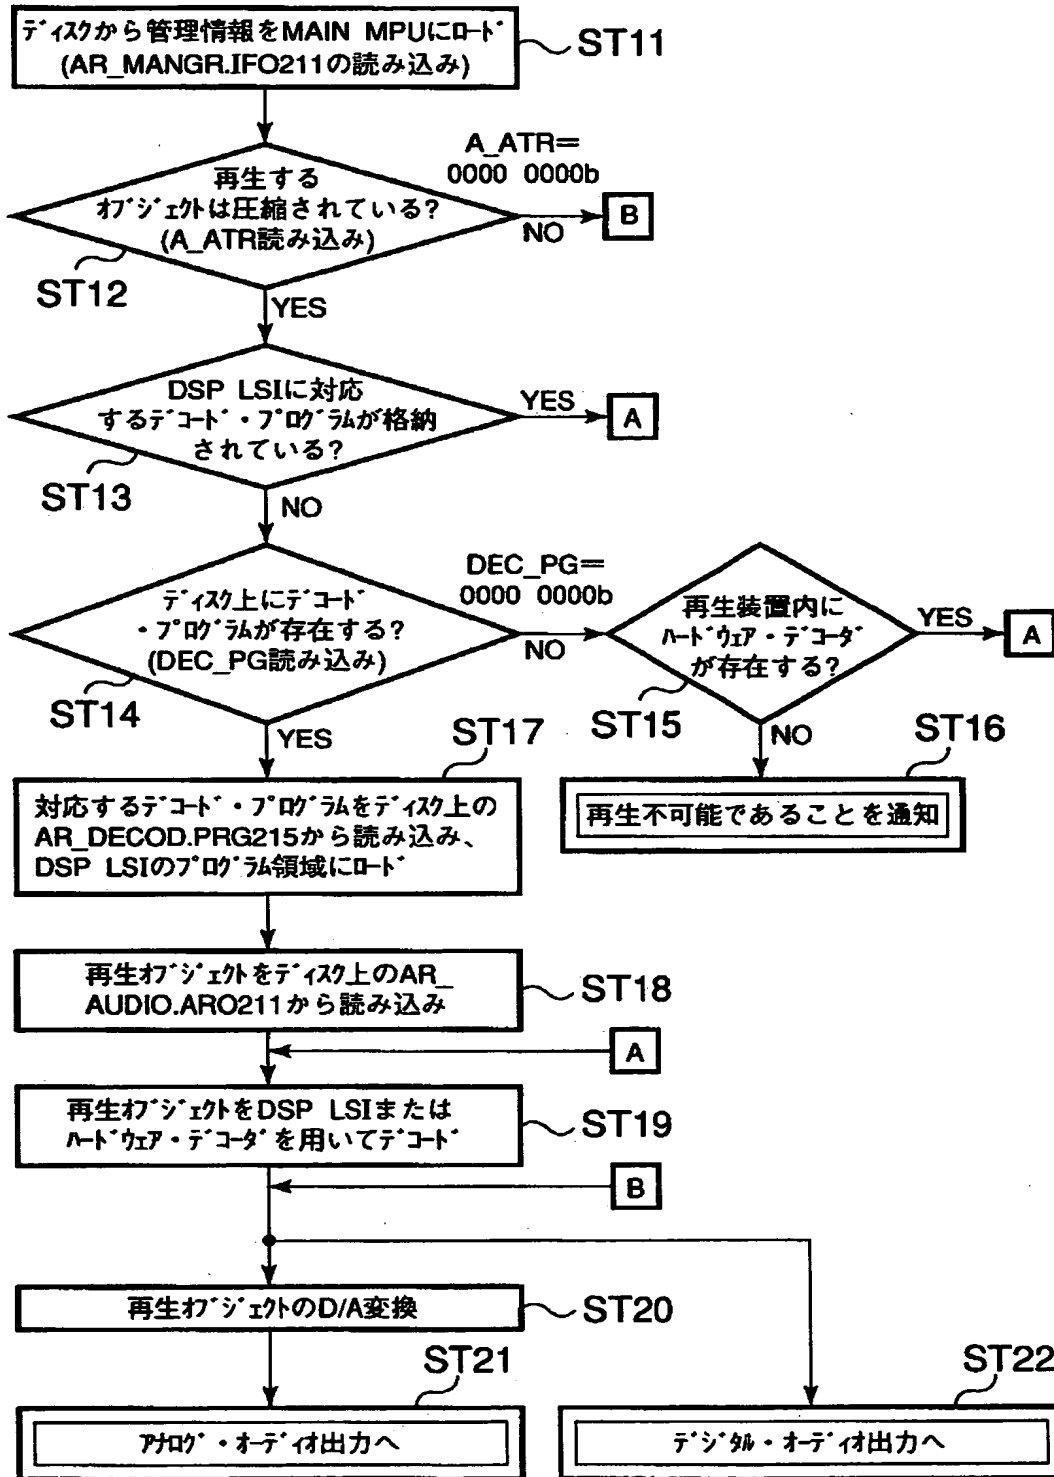 ディスクから管理情報をMAIN MPUにロード
(AR_MANGR.IFO211の読み込み)
ST11
再生する
オブジェクトは圧縮されている?
(A_ATR読み込み)
A_ATR=
0000 0000b
B
NO
ST12
YES
DSP LSIに対応
するデコード・プログラムが格納
されている?
YES
A
ST13
NO
ディスク上にデコード
・プログラムが存在する?
(DEC_PG読み込み)
DEC_PG=
0000 0000b
NO
再生装置内に
ハードウェア・デコーダ
が存在する?
YES
A
ST14
YES
ST15
NO
ST17
ST16
対応するデコード・プログラムをディスク上の
AR_DECOD.PRG215から読み込み、
DSP LSIのプログラム領域にロード
再生不可能であることを通知
再生オブジェクトをディスク上のAR_
AUDIO.ARO211から読み込み
ST18
A
再生オブジェクトをDSP LSIまたは
ハードウェア・デコーダを用いてデコード
ST19
B
再生オブジェクトのD/A変換
ST20
ST21
ST22
アナログ・オーディオ出力へ
デジタル・オーディオ出力へ